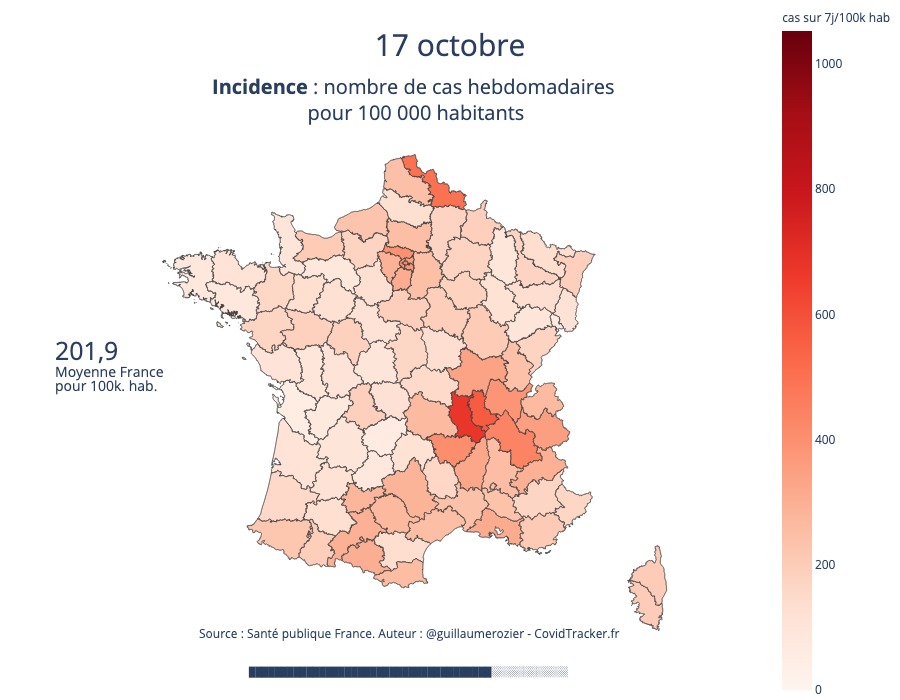 cas sur 7j/100k hab
17 octobre
Incidence : nombre de cas hebdomadaires
pour 100 000 habitants
1000
800
600
400
200
0
201,9
Moyenne France
pour 100k. hab.
Source : Santé publique France. Auteur : @guillaumerozier - CovidTracker.fr